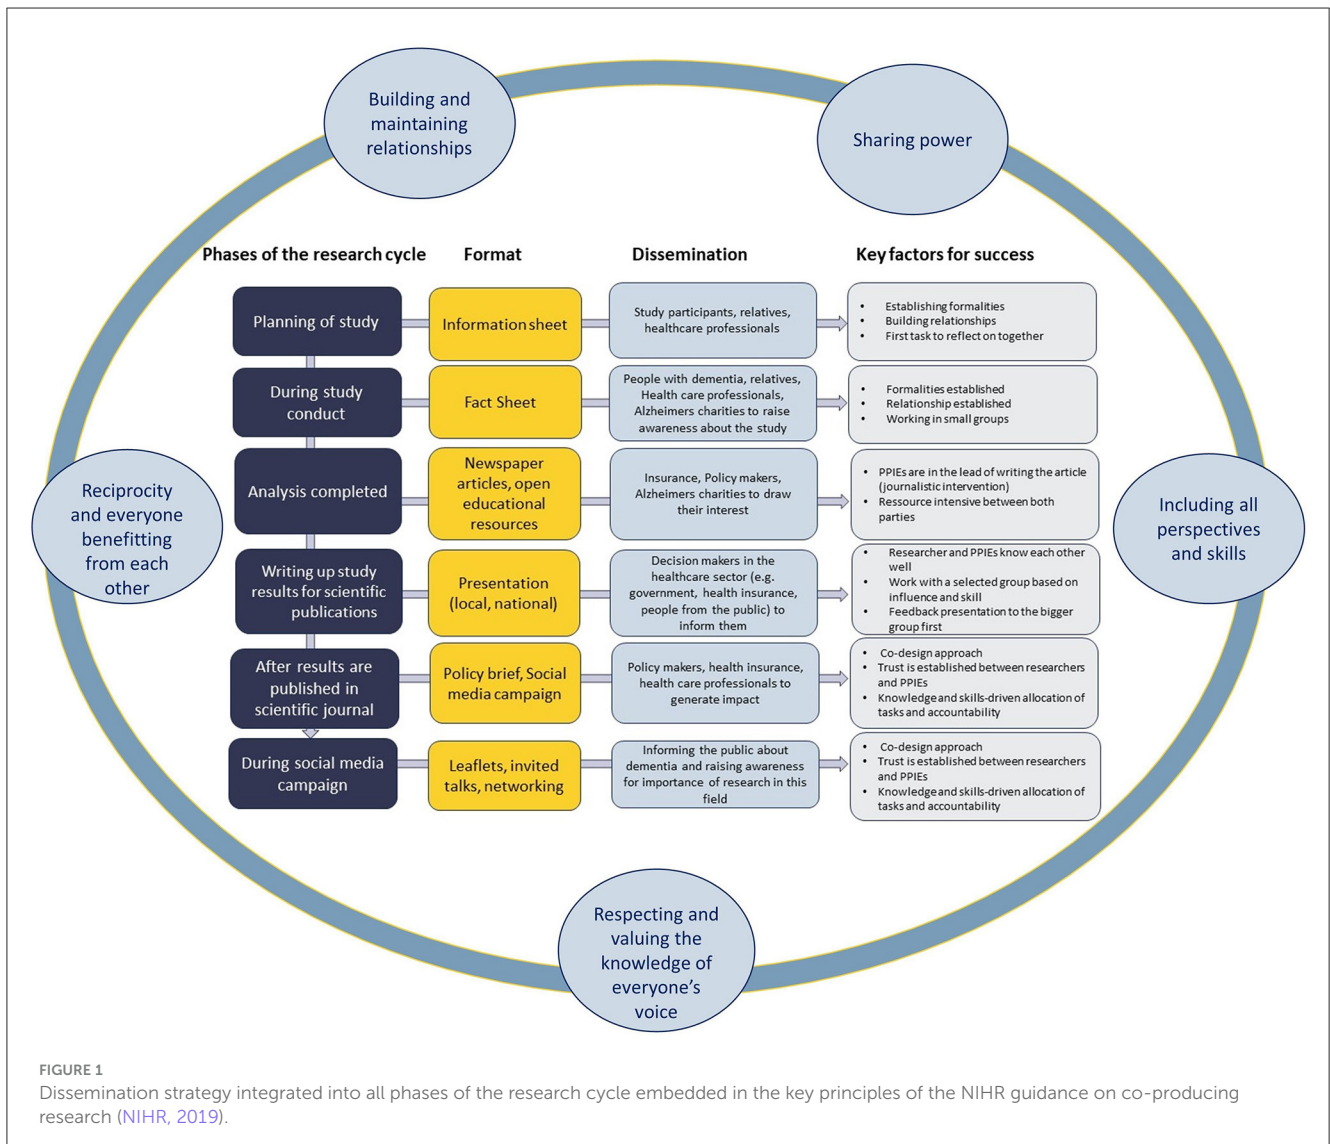 Building and
maintaining
relationships
Sharing power
Phases of the research cycle
Format
Dissemination
Key factors for success
Planning of study
Information sheet
Study participants, relatives,
healthcare professionals
• Establishing formalities
• Building relationships
• First task to reflect on together
During study
conduct
Fact Sheet
People with dementia, relatives,
Health care professionals,
Alzheimers charities to raise
awareness about the study
• Formalities established
• Relationship established
• Working in small groups
Analysis completed
Newspaper
articles, open
educational
resources
Insurance, Policy makers,
Alzheimers charities to draw
their interest
• PPIEs are in the lead of writing the article
(journalistic intervention)
• Ressource intensive between both
parties
Writing up study
results for scientific
publications
Presentation
(local, national)
Decision makers in the
healthcare sector (e.g.
government, health insurance,
people from the public) to
inform them
• Researcher and PPIEs know each other
well
• Work with a selected group based on
influence and skill
• Feedback presentation to the bigger
group first
After results are
published in
scientific journal
Policy brief, Social
media campaign
Policy makers, health insurance,
health care professionals to
generate impact
• Co-design approach
• Trust is established between researchers
and PPIEs
• Knowledge and skills-driven allocation of
tasks and accountability
During social media
campaign
Leaflets, invited
talks, networking
Informing the public about
dementia and raising awareness
for importance of research in this
field
• Co-design approach
• Trust is established between researchers
and PPIEs
• Knowledge and skills-driven allocation of
tasks and accountability
Reciprocity
and everyone
benefitting
from each
other
Including all
perspectives
and skills
Respecting and
valuing the
knowledge of
everyone's
voice
FIGURE 1
Dissemination strategy integrated into all phases of the research cycle embedded in the key principles of the NIHR guidance on co-producing
research (NIHR, 2019).